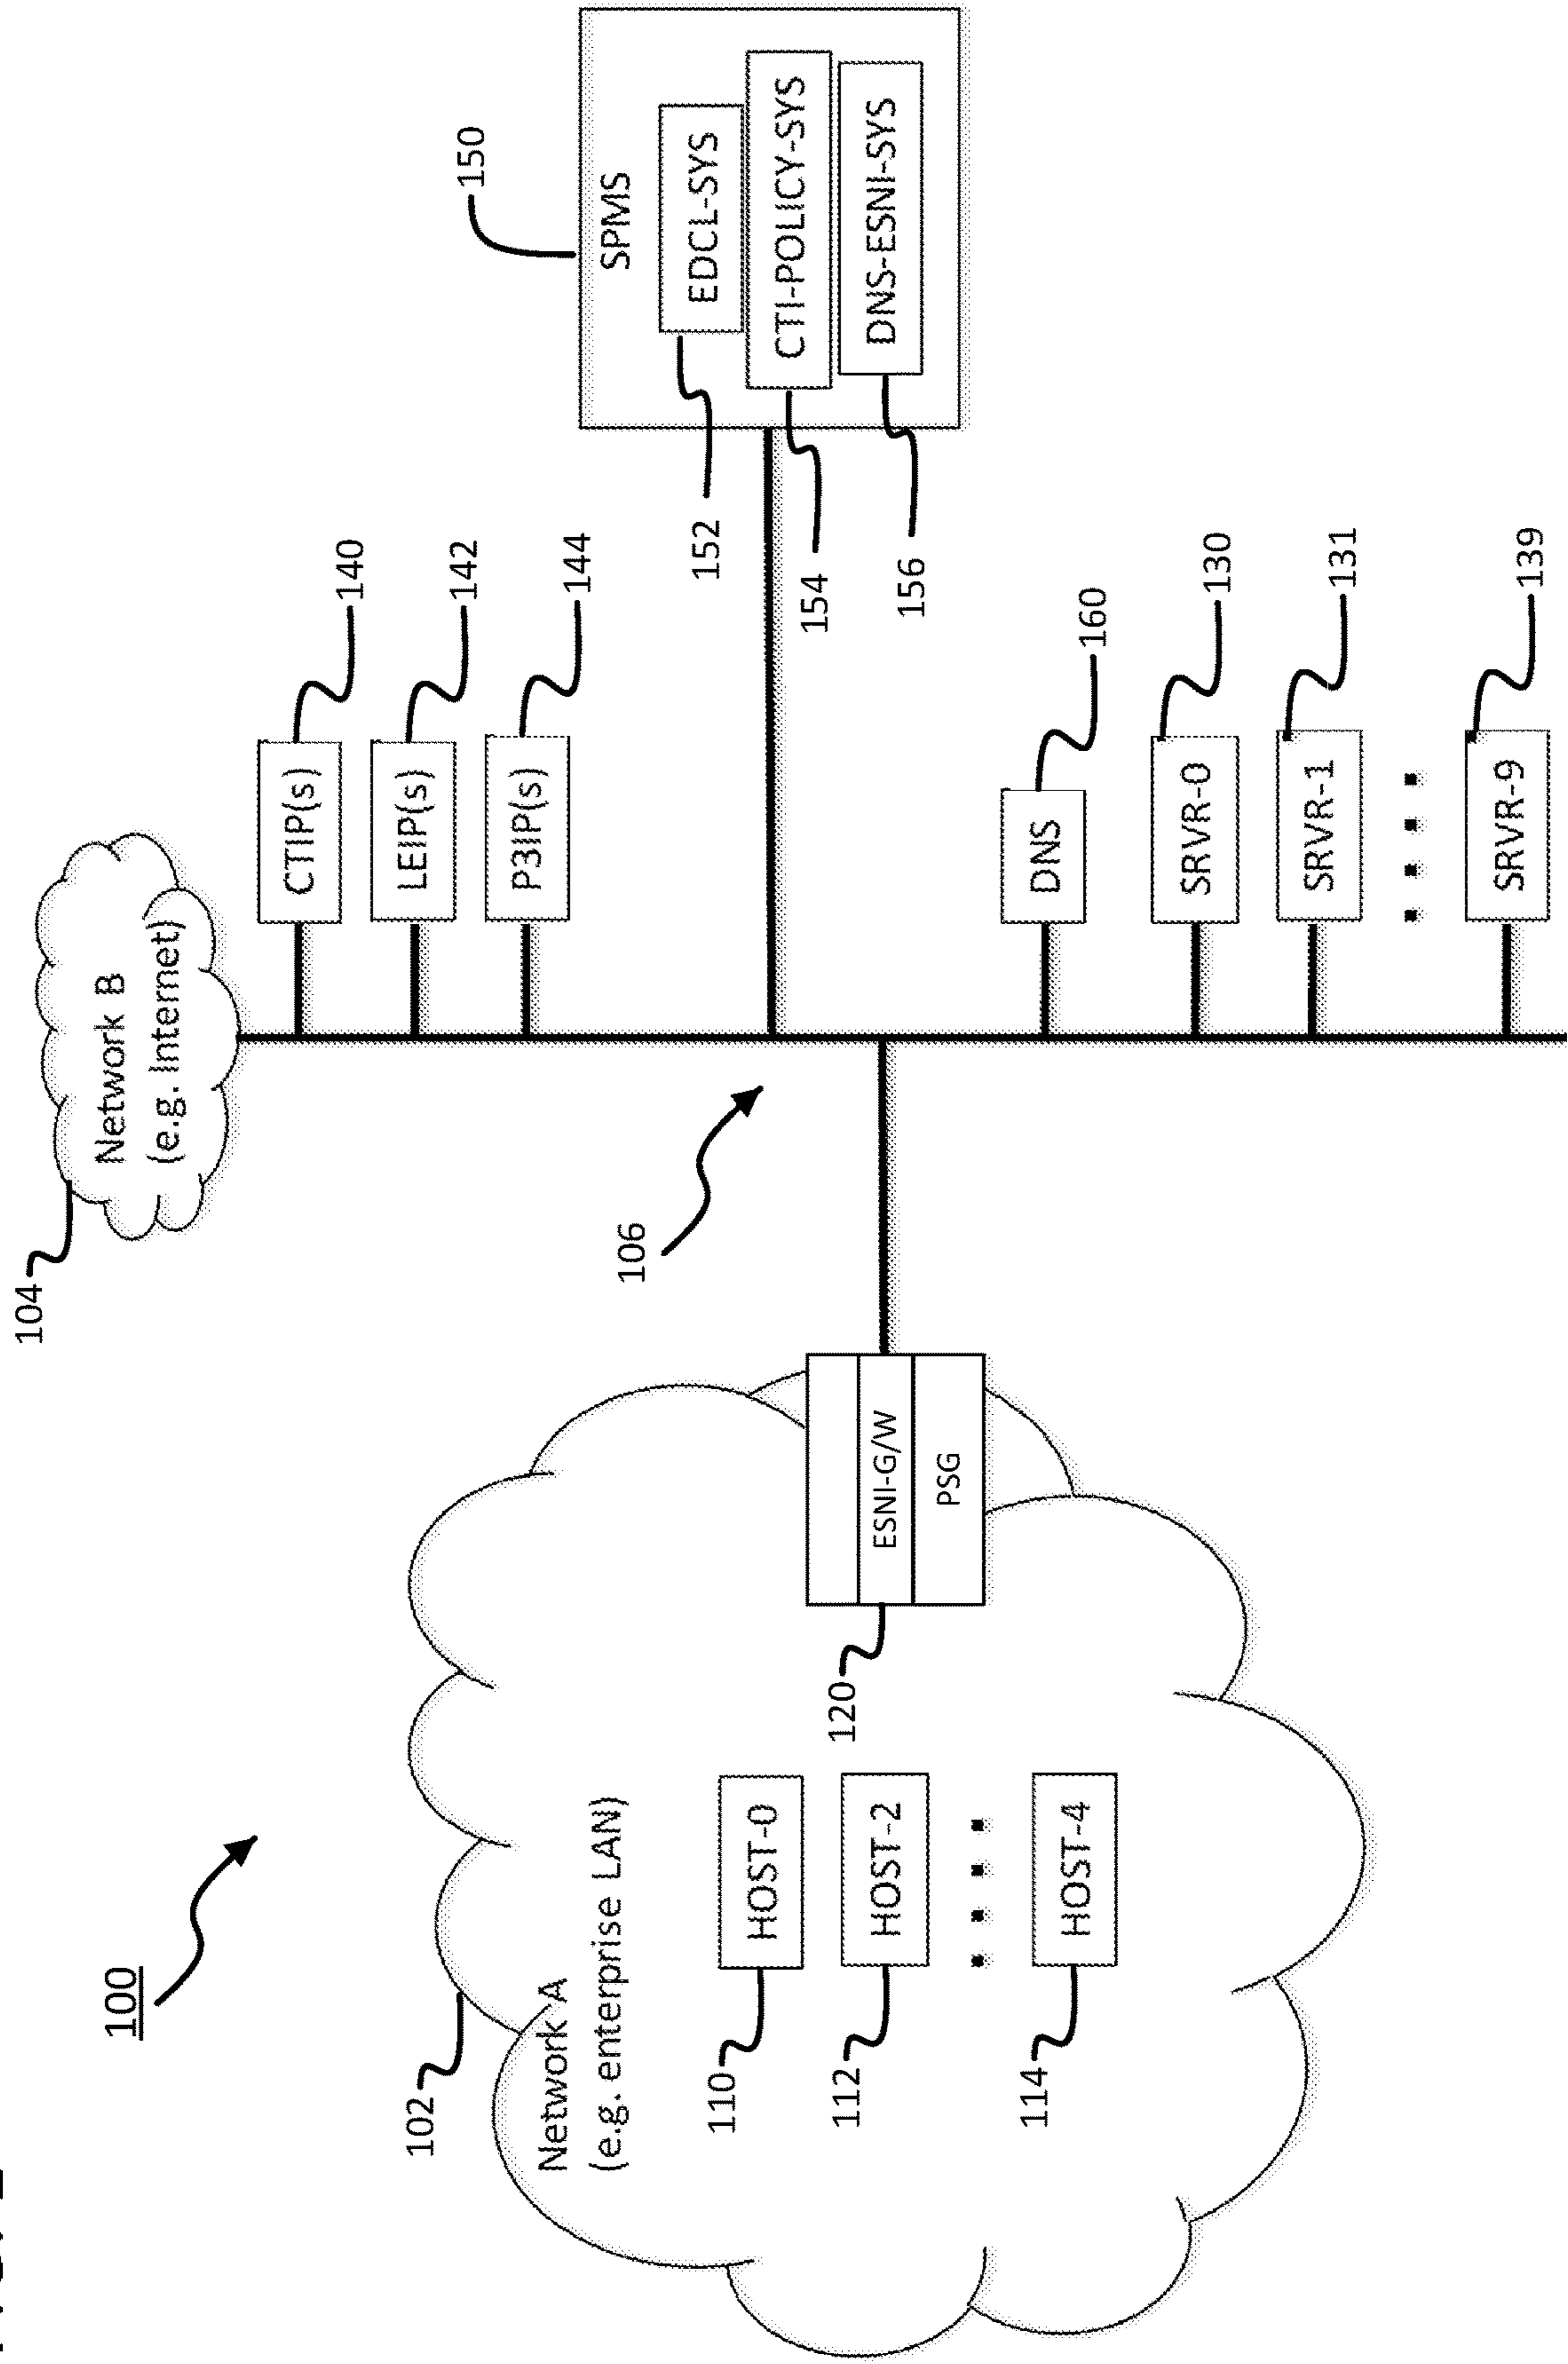 100
104
Network B
(e.g. Internet)
102
Network A
(e.g. enterprise LAN)
106
CTIP(s)
140
LEIP(s)
142
P3IP(s)
144
150
SPMS
EDCL-SYS
CTI-POLICY-SYS
DNS-ESNI-SYS
152
154
156
110
HOST-0
112
HOST-2
114
HOST-4
120
ESNI-G/W
PSG
DNS
160
SRVR-0
130
SRVR-1
131
SRVR-9
139